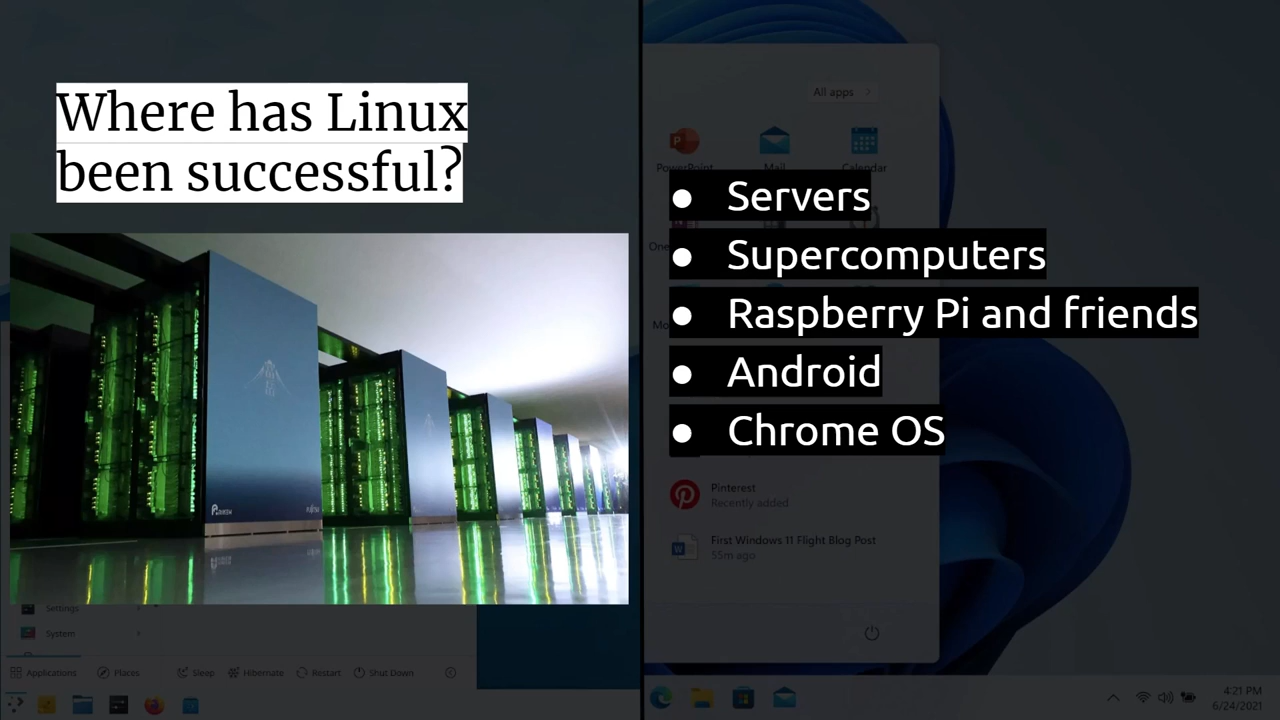 Where has Linux
been successful?
Settings
System
Applications
Places
Sleep
Hibernate
Restart
Shut Down
All apps
PowerPoint
Mail
Calendar
● Servers
● Supercomputers
● Raspberry Pi and friends
● Android
● Chrome OS
Pinterest
Recently added
First Windows 11 Flight Blog Post
55m ago
4:21 PM
6/24/2021